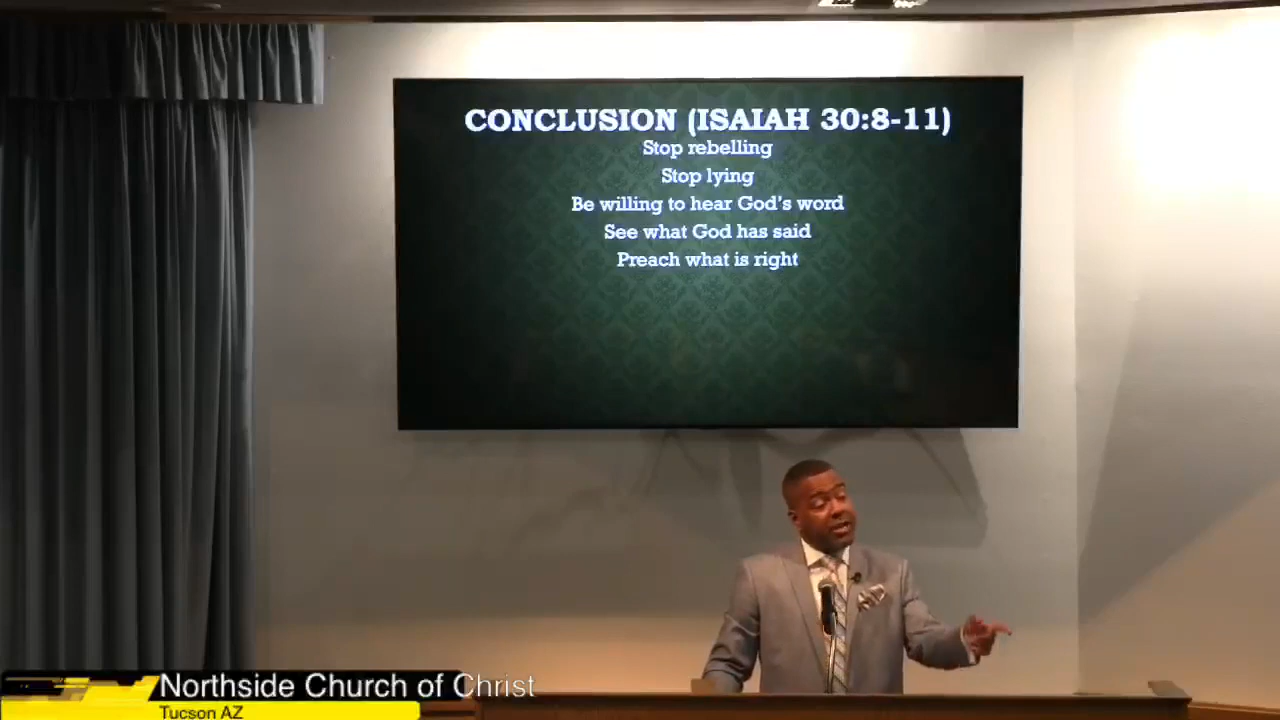 CONCLUSION (ISAIAH 30:8-11)
Stop rebelling
Stop lying
Be willing to hear God's word
See what God has said
Preach what is right
Northside Church of Christ
Tucson AZ